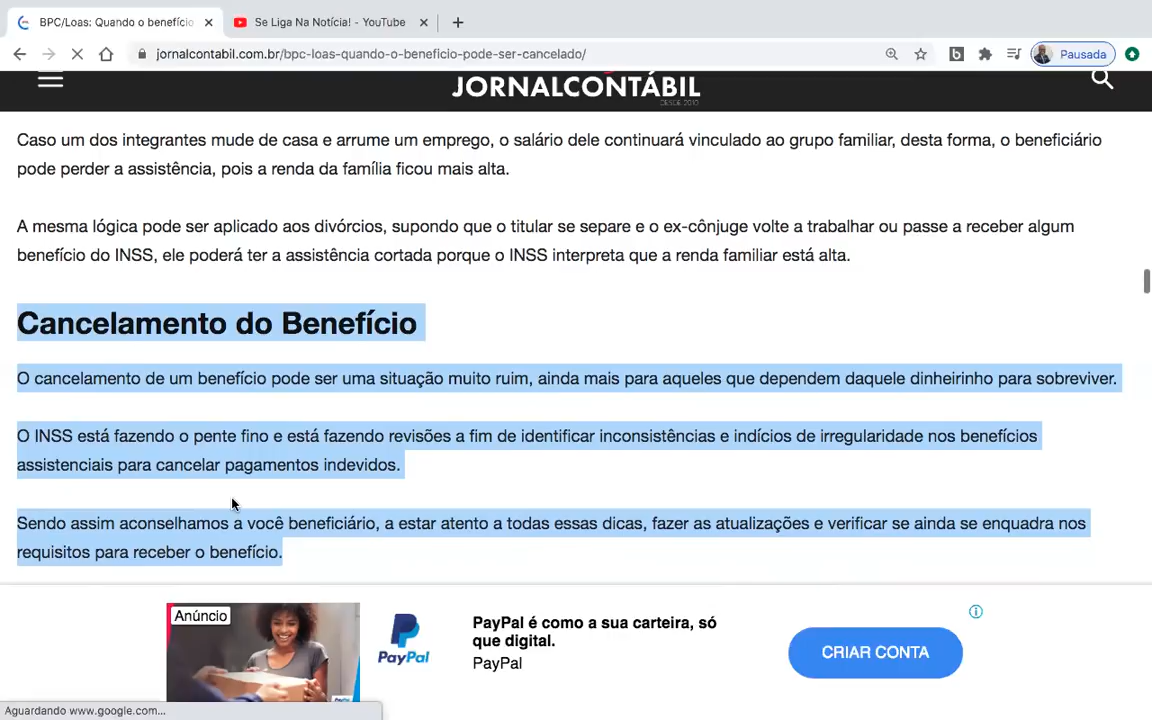 BPC/Loas: Quando o benefício
Se Liga Na Notícia! - YouTube
jornalcontabil.com.br/bpc-loas-quando-o-beneficio-pode-ser-cancelado/
Pausada
JORNALCONTÁBIL
DESDE 2010
Caso um dos integrantes mude de casa e arrume um emprego, o salário dele continuará vinculado ao grupo familiar, desta forma, o beneficiário
pode perder a assistência, pois a renda da família ficou mais alta.
A mesma lógica pode ser aplicado aos divórcios, supondo que o titular se separe e o ex-cônjuge volte a trabalhar ou passe a receber algum
benefício do INSS, ele poderá ter a assistência cortada porque o INSS interpreta que a renda familiar está alta.
Cancelamento do Benefício
O cancelamento de um benefício pode ser uma situação muito ruim, ainda mais para aqueles que dependem daquele dinheirinho para sobreviver.
O INSS está fazendo o pente fino e está fazendo revisões a fim de identificar inconsistências e indícios de irregularidade nos benefícios
assistenciais para cancelar pagamentos indevidos.
Sendo assim aconselhamos a você beneficiário, a estar atento a todas essas dicas, fazer as atualizações e verificar se ainda se enquadra nos
requisitos para receber o benefício.
Anúncio
PayPal
PayPal é como a sua carteira, só
que digital.
PayPal
CRIAR CONTA
Aguardando www.google.com...